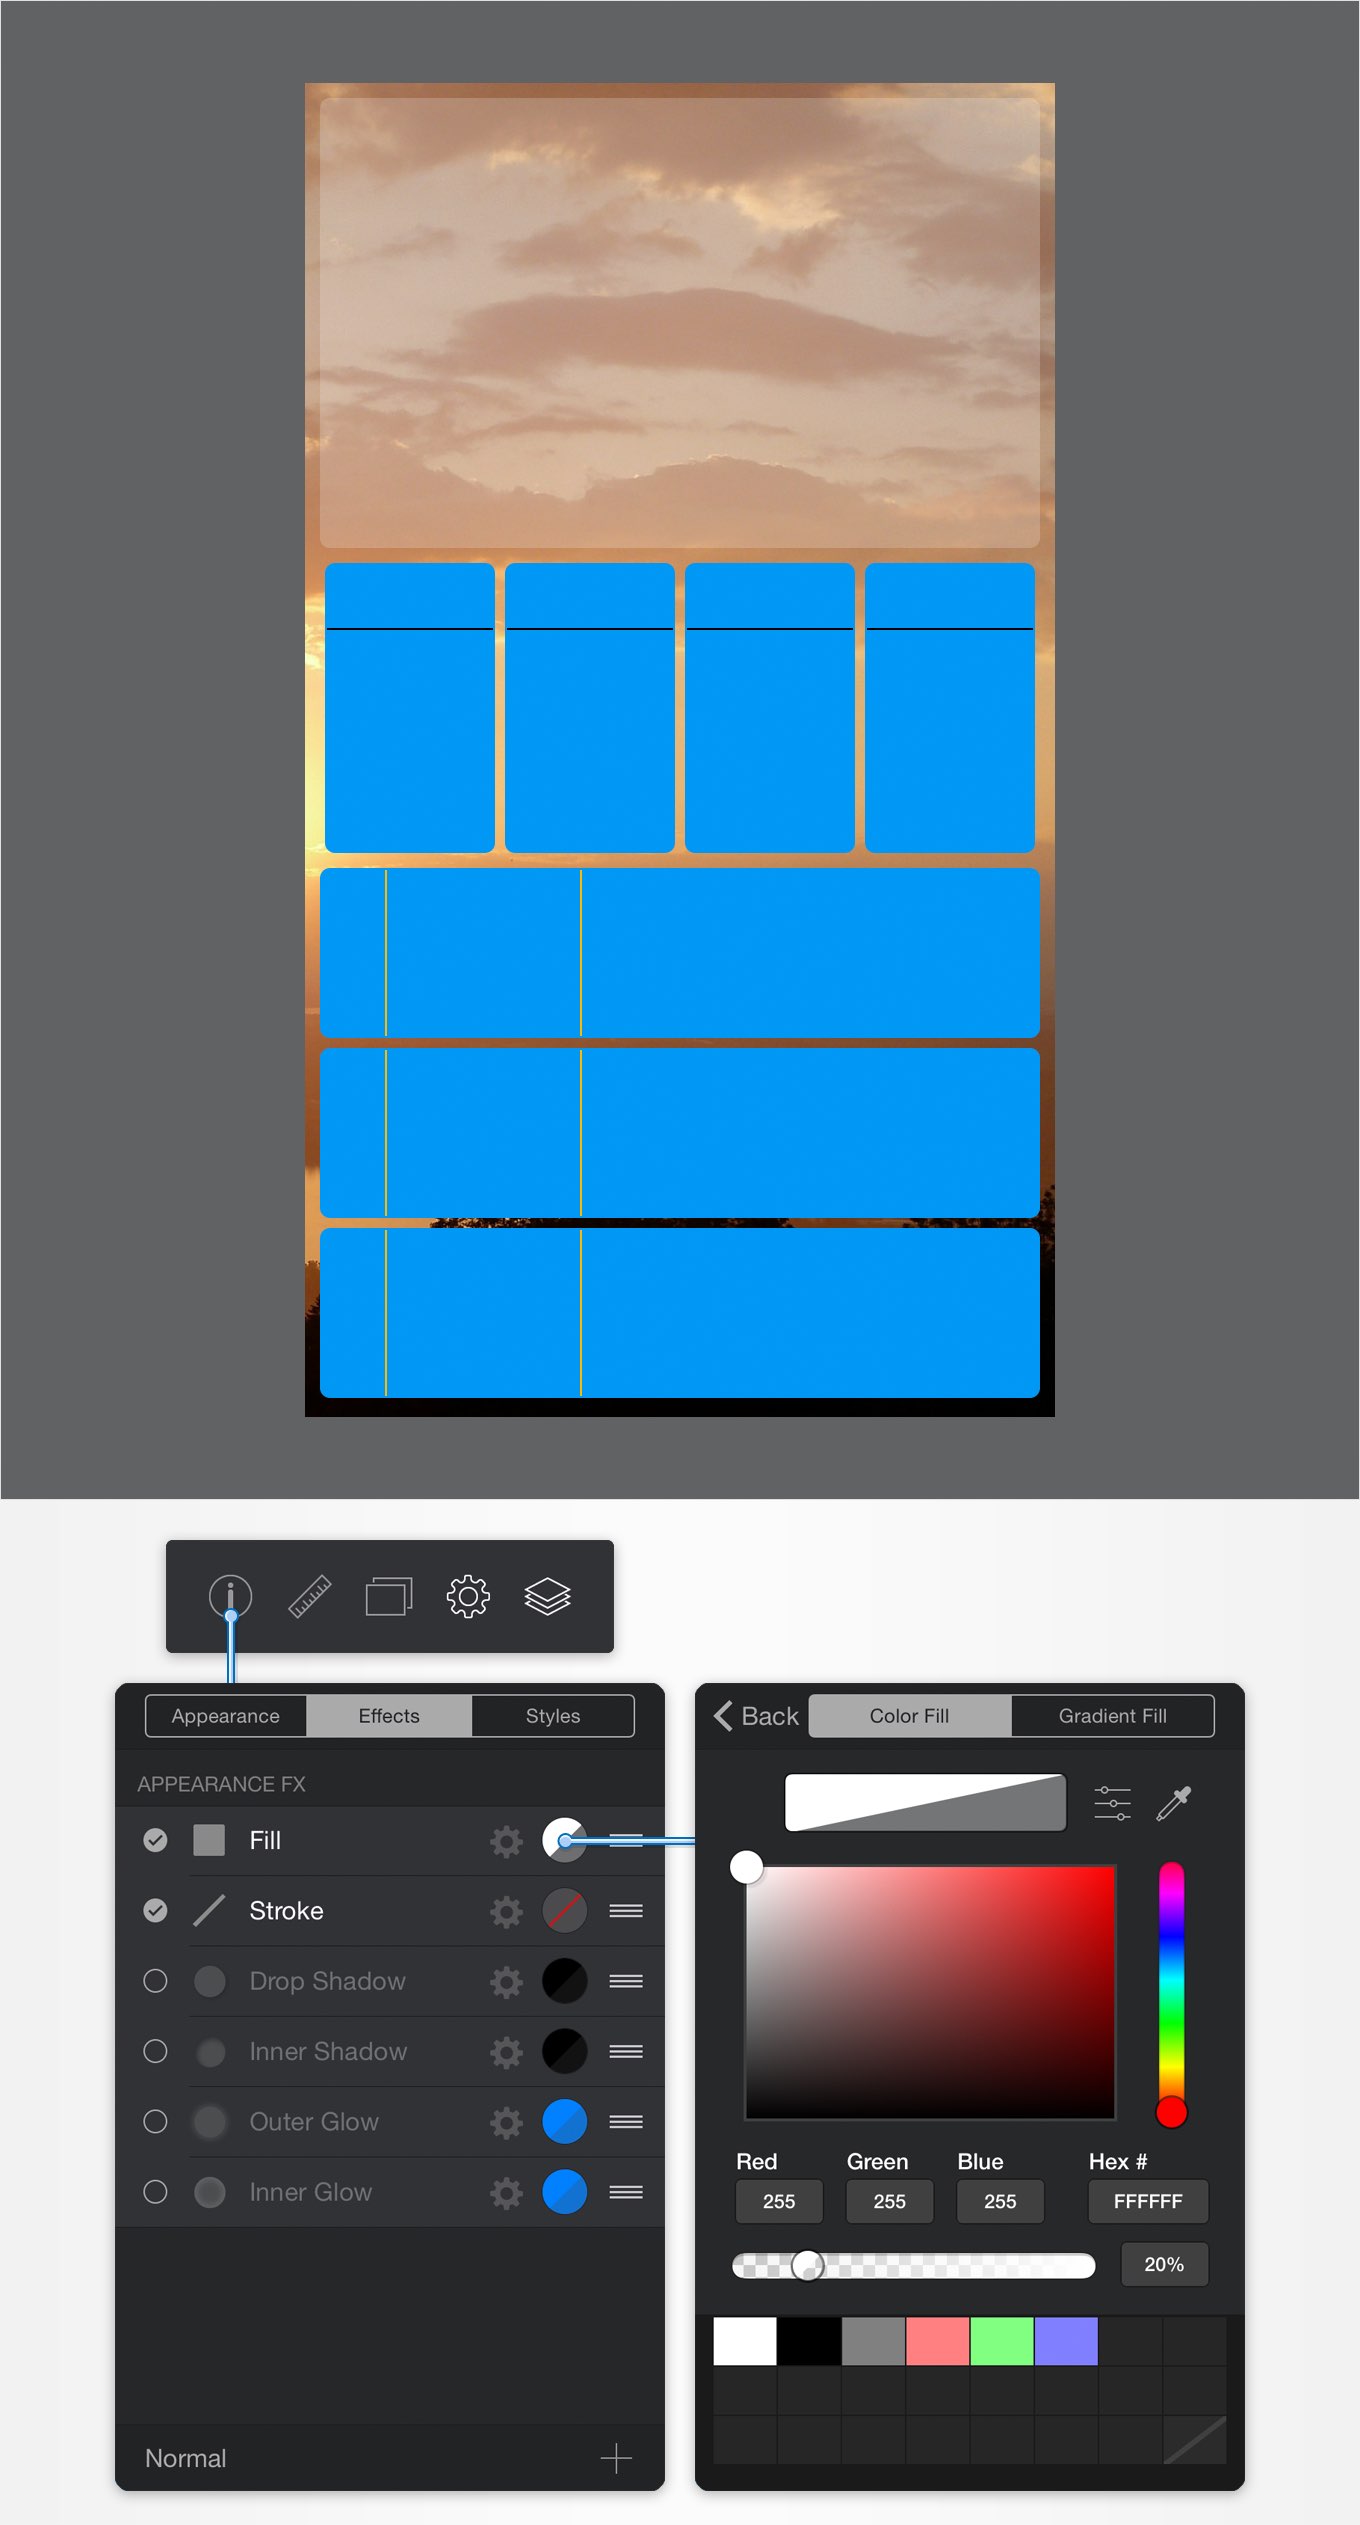 Appearance Effects Styles
APPEARANCE FX
Fill
Stroke
Drop Shadow
Inner Shadow
Outer Glow
Inner Glow
Normal
Back Color Fill Gradient Fill
Red Green Blue Hex #
255 255 255 FFFFFF
20%